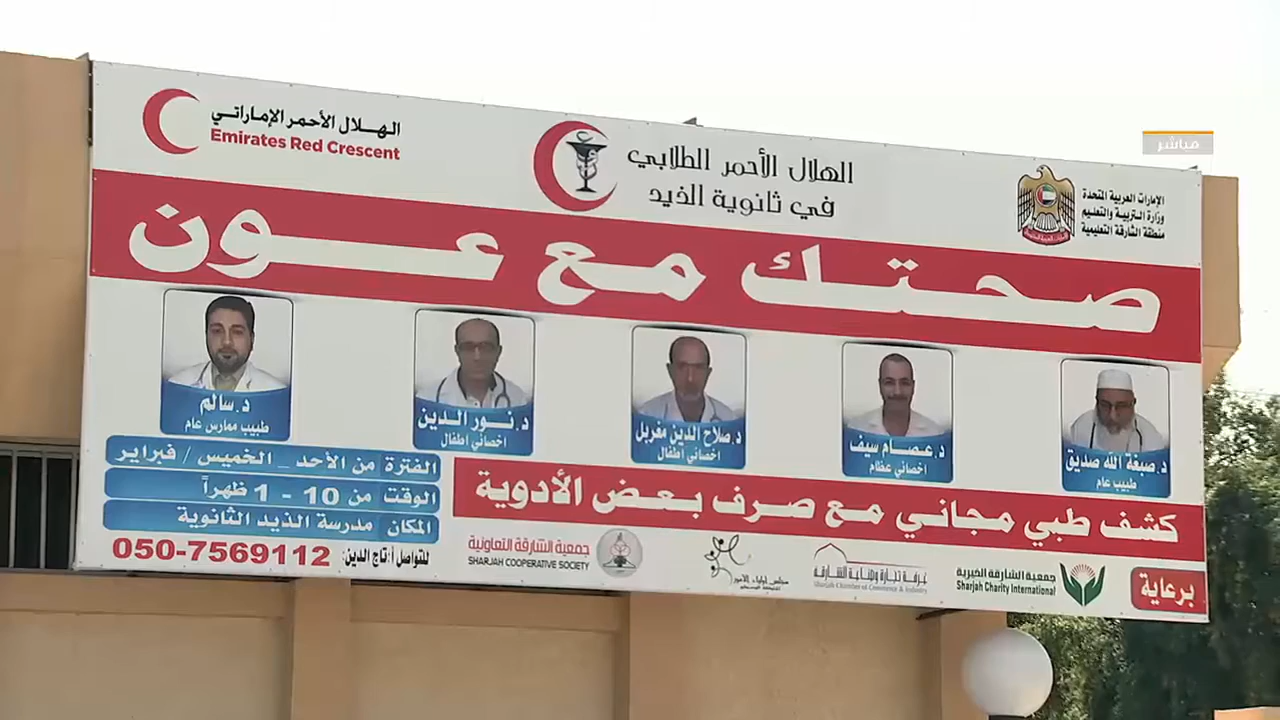 الهلال الأحمر الإماراتي
Emirates Red Crescent
الهلال الأحمر الطلابي
في ثانوية الذيد
الإمارات العربية المتحدة
وزارة التربية والتعليم
منطقة الشارقة التعليمية
مباشر
صحتك مع عون
د.صبغة الله صديق
طبيب عام
د.عصام سيف
اخصائي عظام
د.صلاح الدين مغربل
اخصائي اطفال
د.نور الدين
اخصائي اطفال
د.سالم
طبيب ممارس عام
كشف طبي مجاني مع صرف بعض الأدوية
الفترة من الأحد _ الخميس / فبراير
الوقت من 10 - 1 ظهراً
المكان مدرسة الذيد الثانوية
للتواصل أ:تاج الدين: 050-7569112
برعاية
جمعية الشارقة الخيرية
Sharjah Charity International
غرفة تجارة وصناعة الشارقة
Sharjah Chamber of Commerce & Industry
مجلس أولياء الأمور
جمعية الشارقة التعاونية
SHARJAH COOPERATIVE SOCIETY